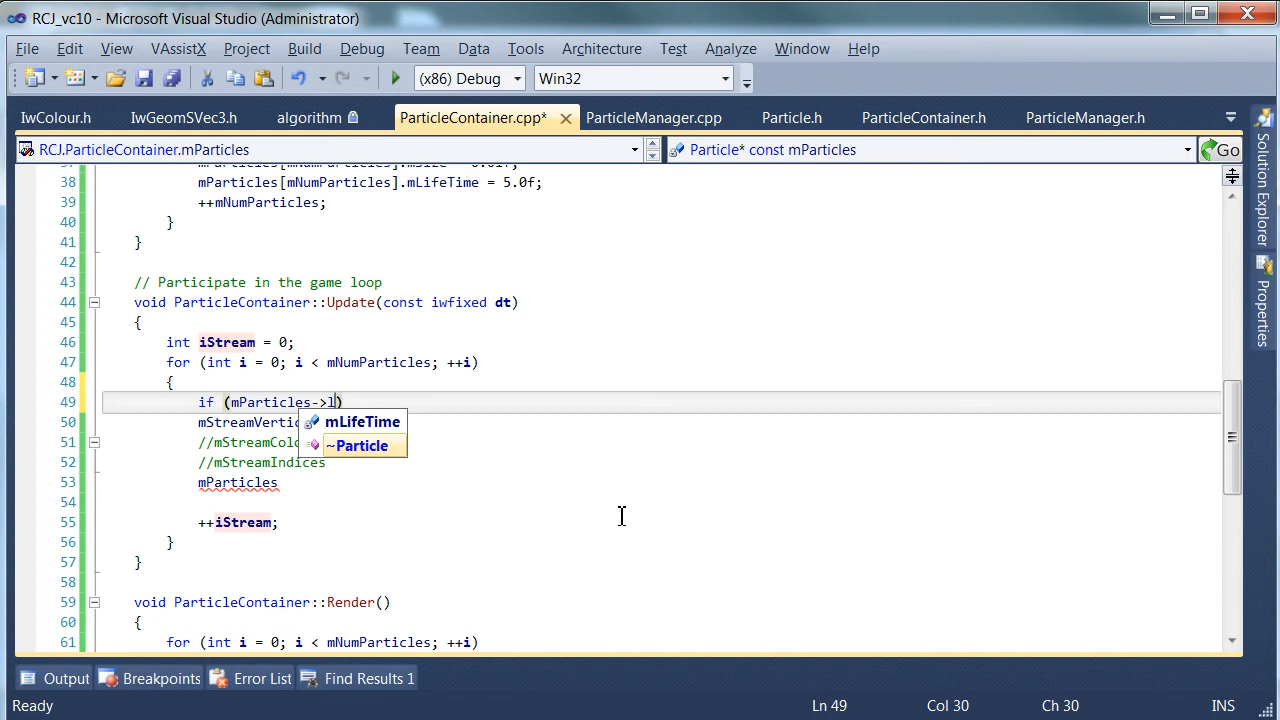 RCJ_vc10 - Microsoft Visual Studio (Administrator)
File Edit View VAssistX Project Build Debug Team Data Tools Architecture Test Analyze Window Help
(x86) Debug Win32
IwColour.h IwGeomSVec3.h algorithm ParticleContainer.cpp* ParticleManager.cpp Particle.h ParticleContainer.h ParticleManager.h
RCJ.ParticleContainer.mParticles Particle* const mParticles Go
38 mParticles[mNumParticles].mLifeTime = 5.0f;
39 ++mNumParticles;
40 }
41 }
42
43 // Participate in the game loop
44 void ParticleContainer::Update(const iwfixed dt)
45 {
46 int iStream = 0;
47 for (int i = 0; i < mNumParticles; ++i)
48 {
49 if (mParticles->l)
50 mStreamVertic
51 //mStreamColo
52 //mStreamIndices
53 mParticles
54
55 ++iStream;
56 }
57 }
58
59 void ParticleContainer::Render()
60 {
61 for (int i = 0; i < mNumParticles; ++i)
mLifeTime
~Particle
Solution Explorer
Properties
Output Breakpoints Error List Find Results 1
Ready Ln 49 Col 30 Ch 30 INS